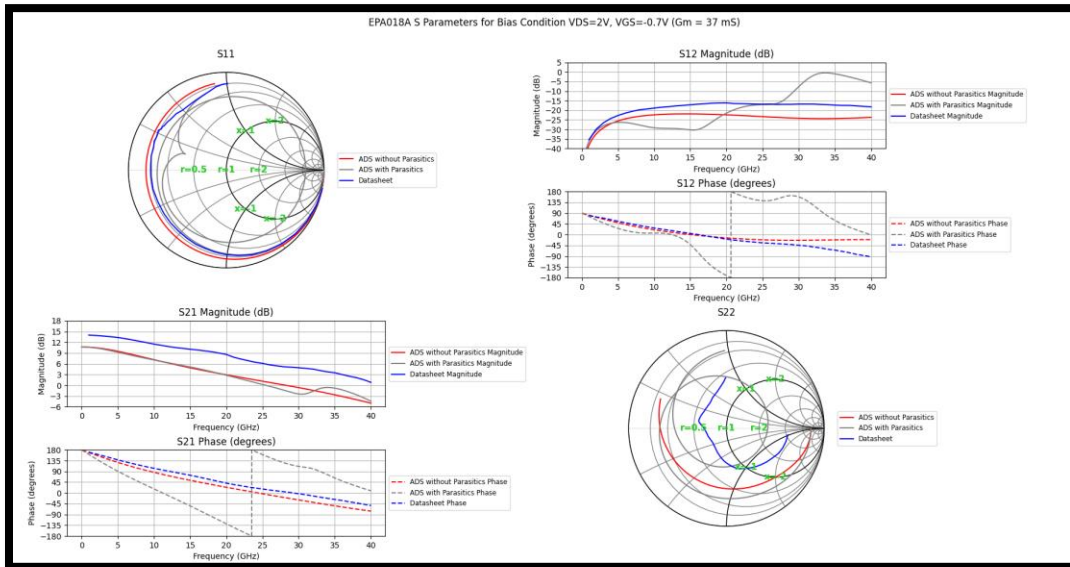 EPA018A S Parameters for Bias Condition VDS=2V, VGS=-0.7V (Gm = 37 mS)
S11
x=1
x=2
r=0.5 r=1 r=2
x=-1
x=-2
ADS without Parasitics
ADS with Parasitics
Datasheet
S12 Magnitude (dB)
Magnitude (dB)
5
0
−5
−10
−15
−20
−25
−30
−35
−40
0 5 10 15 20 25 30 35 40
Frequency (GHz)
ADS without Parasitics Magnitude
ADS with Parasitics Magnitude
Datasheet Magnitude
S12 Phase (degrees)
Phase (degrees)
180
135
90
45
0
−45
−90
−135
−180
0 5 10 15 20 25 30 35 40
Frequency (GHz)
ADS without Parasitics Phase
ADS with Parasitics Phase
Datasheet Phase
S21 Magnitude (dB)
Magnitude (dB)
18
15
12
9
6
3
0
−3
−6
0 5 10 15 20 25 30 35 40
Frequency (GHz)
ADS without Parasitics Magnitude
ADS with Parasitics Magnitude
Datasheet Magnitude
S21 Phase (degrees)
Phase (degrees)
180
135
90
45
0
−45
−90
−135
−180
0 5 10 15 20 25 30 35 40
Frequency (GHz)
ADS without Parasitics Phase
ADS with Parasitics Phase
Datasheet Phase
S22
x=1
x=2
r=0.5 r=1 r=2
x=-1
x=-2
ADS without Parasitics
ADS with Parasitics
Datasheet